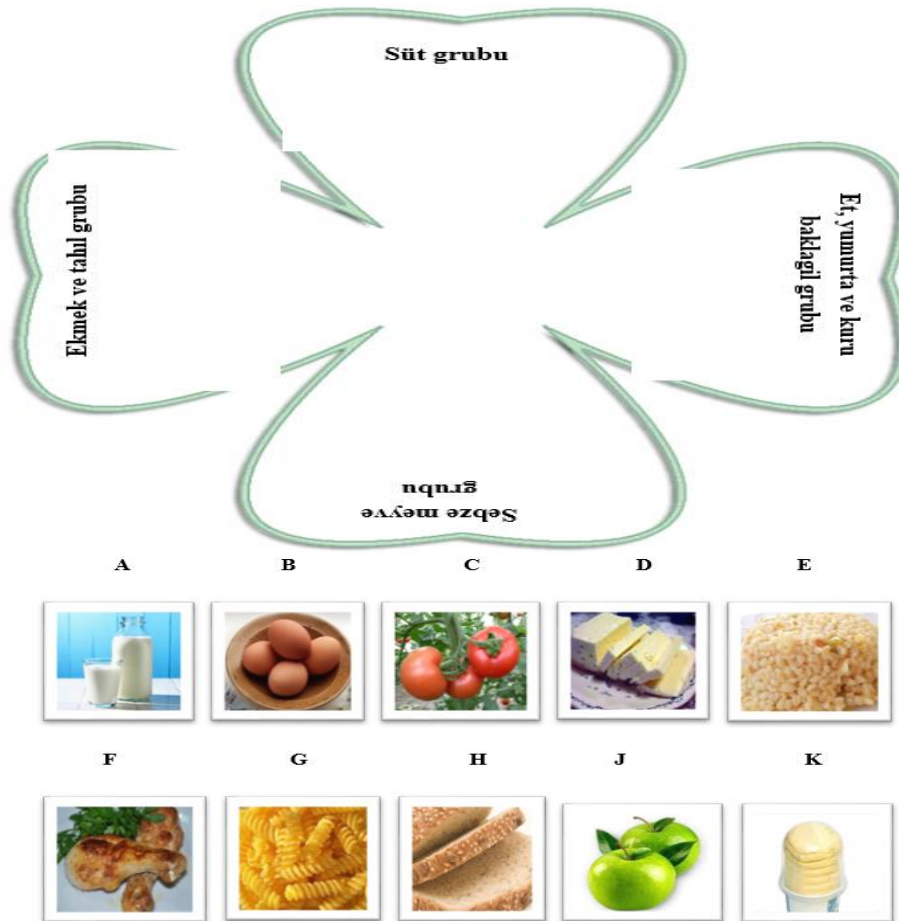 Süt grubu
Ekmek ve tahıl grubu
Et, yumurta ve kuru
baklagil grubu
Sebze meyve
grubu
A B C D E
F G H J K